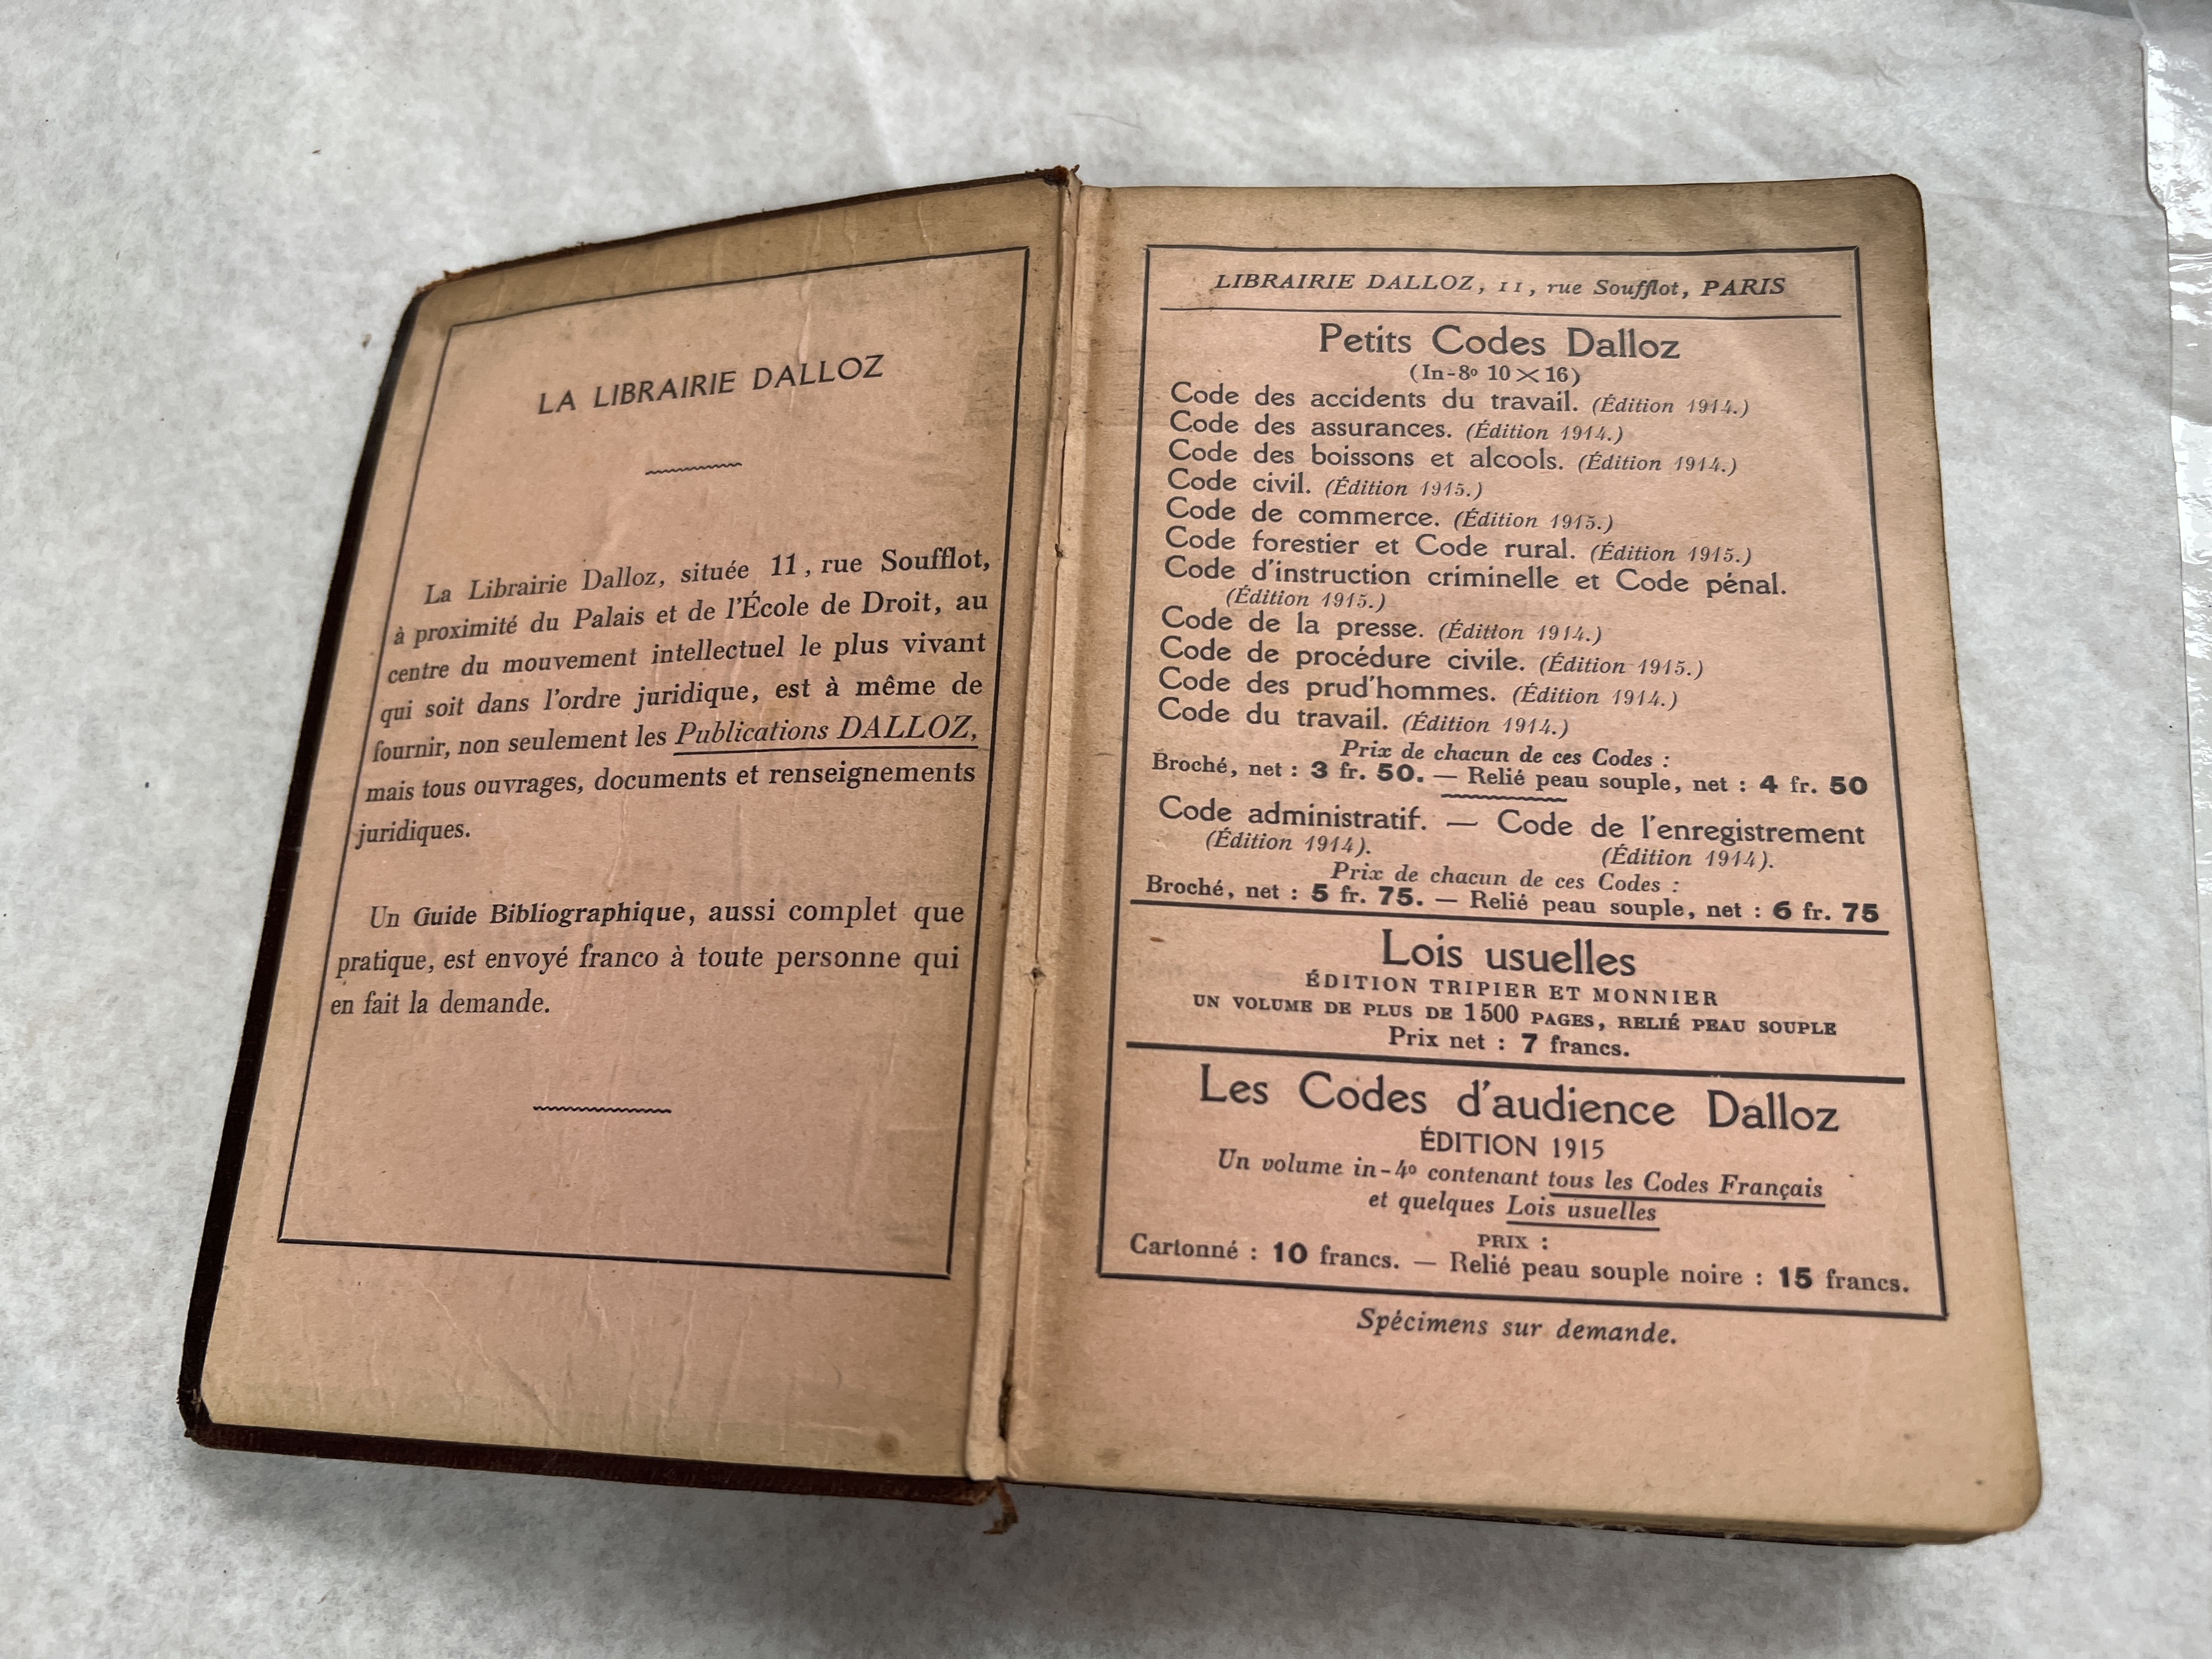 LA LIBRAIRIE DALLOZ
La Librairie Dalloz, située 11, rue Soufflot,
à proximité du Palais et de l'École de Droit, au
centre du mouvement intellectuel le plus vivant
qui soit dans l'ordre juridique, est à même de
fournir, non seulement les Publications DALLOZ,
mais tous ouvrages, documents et renseignements
juridiques.
Un Guide Bibliographique, aussi complet que
pratique, est envoyé franco à toute personne qui
en fait la demande.
LIBRAIRIE DALLOZ, 11, rue Soufflot, PARIS
Petits Codes Dalloz
(In-8º 10×16)
Code des accidents du travail. (Édition 1914.)
Code des assurances. (Édition 1914.)
Code des boissons et alcools. (Édition 1914.)
Code civil. (Édition 1915.)
Code de commerce. (Édition 1915.)
Code forestier et Code rural. (Édition 1915.)
Code d'instruction criminelle et Code pénal.
(Édition 1915.)
Code de la presse. (Édition 1914.)
Code de procédure civile. (Édition 1915.)
Code des prud'hommes. (Édition 1914.)
Code du travail. (Édition 1914.)
Prix de chacun de ces Codes :
Broché, net : 3 fr. 50. — Relié peau souple, net : 4 fr. 50
Code administratif. — Code de l'enregistrement
(Édition 1914). (Édition 1914).
Prix de chacun de ces Codes :
Broché, net : 5 fr. 75. — Relié peau souple, net : 6 fr. 75
Lois usuelles
ÉDITION TRIPIER ET MONNIER
UN VOLUME DE PLUS DE 1500 PAGES, RELIÉ PEAU SOUPLE
Prix net : 7 francs.
Les Codes d'audience Dalloz
ÉDITION 1915
Un volume in-4º contenant tous les Codes Français
et quelques Lois usuelles
PRIX :
Cartonné : 10 francs. — Relié peau souple noire : 15 francs.
Spécimens sur demande.